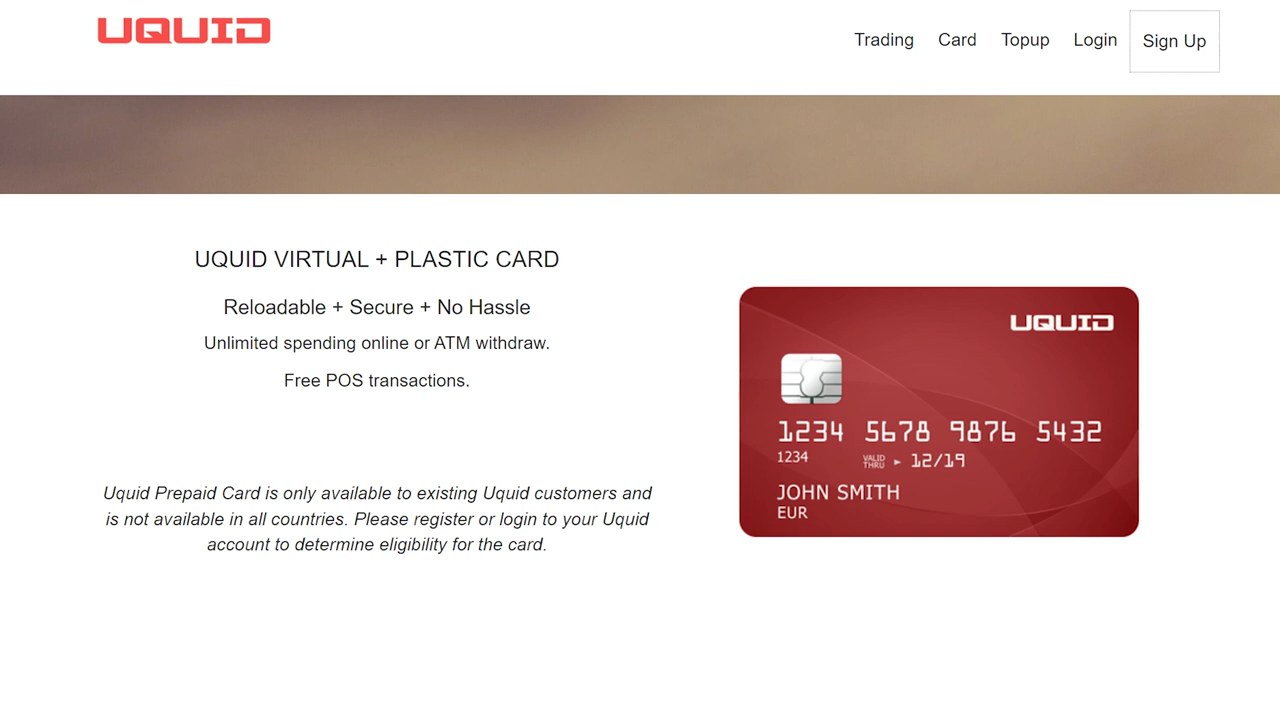 UQUID
Trading
Card
Topup
Login
Sign Up
UQUID VIRTUAL + PLASTIC CARD
Reloadable + Secure + No Hassle
Unlimited spending online or ATM withdraw.
Free POS transactions.
Uquid Prepaid Card is only available to existing Uquid customers and
is not available in all countries. Please register or login to your Uquid
account to determine eligibility for the card.
UQUID
1234 5678 9876 5432
1234
VALID
THRU
12/19
JOHN SMITH
EUR